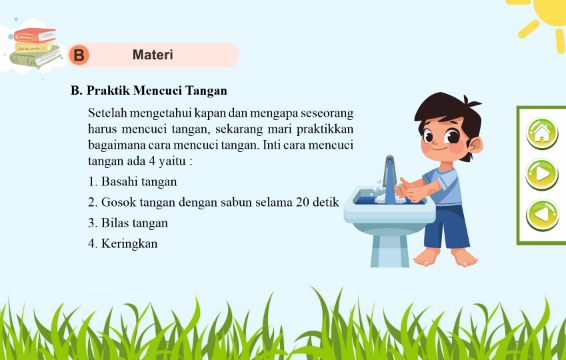 B
Materi
B. Praktik Mencuci Tangan
Setelah mengetahui kapan dan mengapa seseorang
harus mencuci tangan, sekarang mari praktikkan
bagaimana cara mencuci tangan. Inti cara mencuci
tangan ada 4 yaitu :
1. Basahi tangan
2. Gosok tangan dengan sabun selama 20 detik
3. Bilas tangan
4. Keringkan